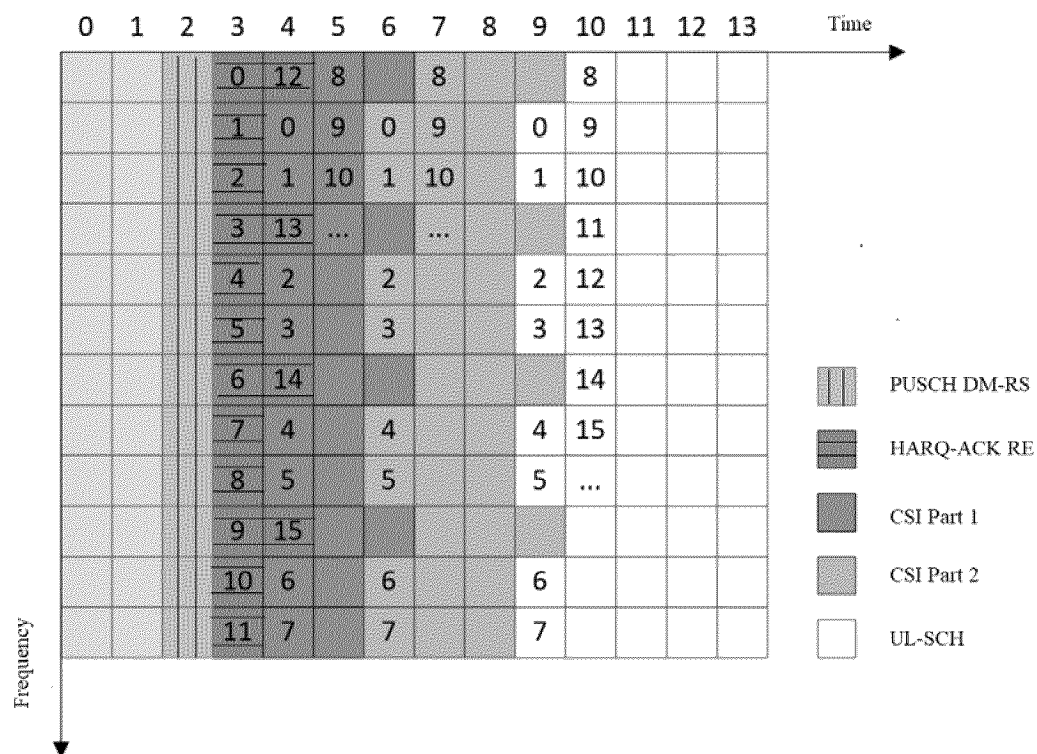 0 1 2 3 4 5 6 7 8 9 10 11 12 13 Time
0 12 8 8 8
1 0 9 0 9 0 9
2 1 10 1 10 1 10
3 13 ... ... 11
4 2 2 2 12
5 3 3 3 13
6 14 14
7 4 4 4 15
8 5 5 5 ...
9 15
10 6 6 6
11 7 7 7
PUSCH DM-RS
HARQ-ACK RE
CSI Part 1
CSI Part 2
UL-SCH
Frequency